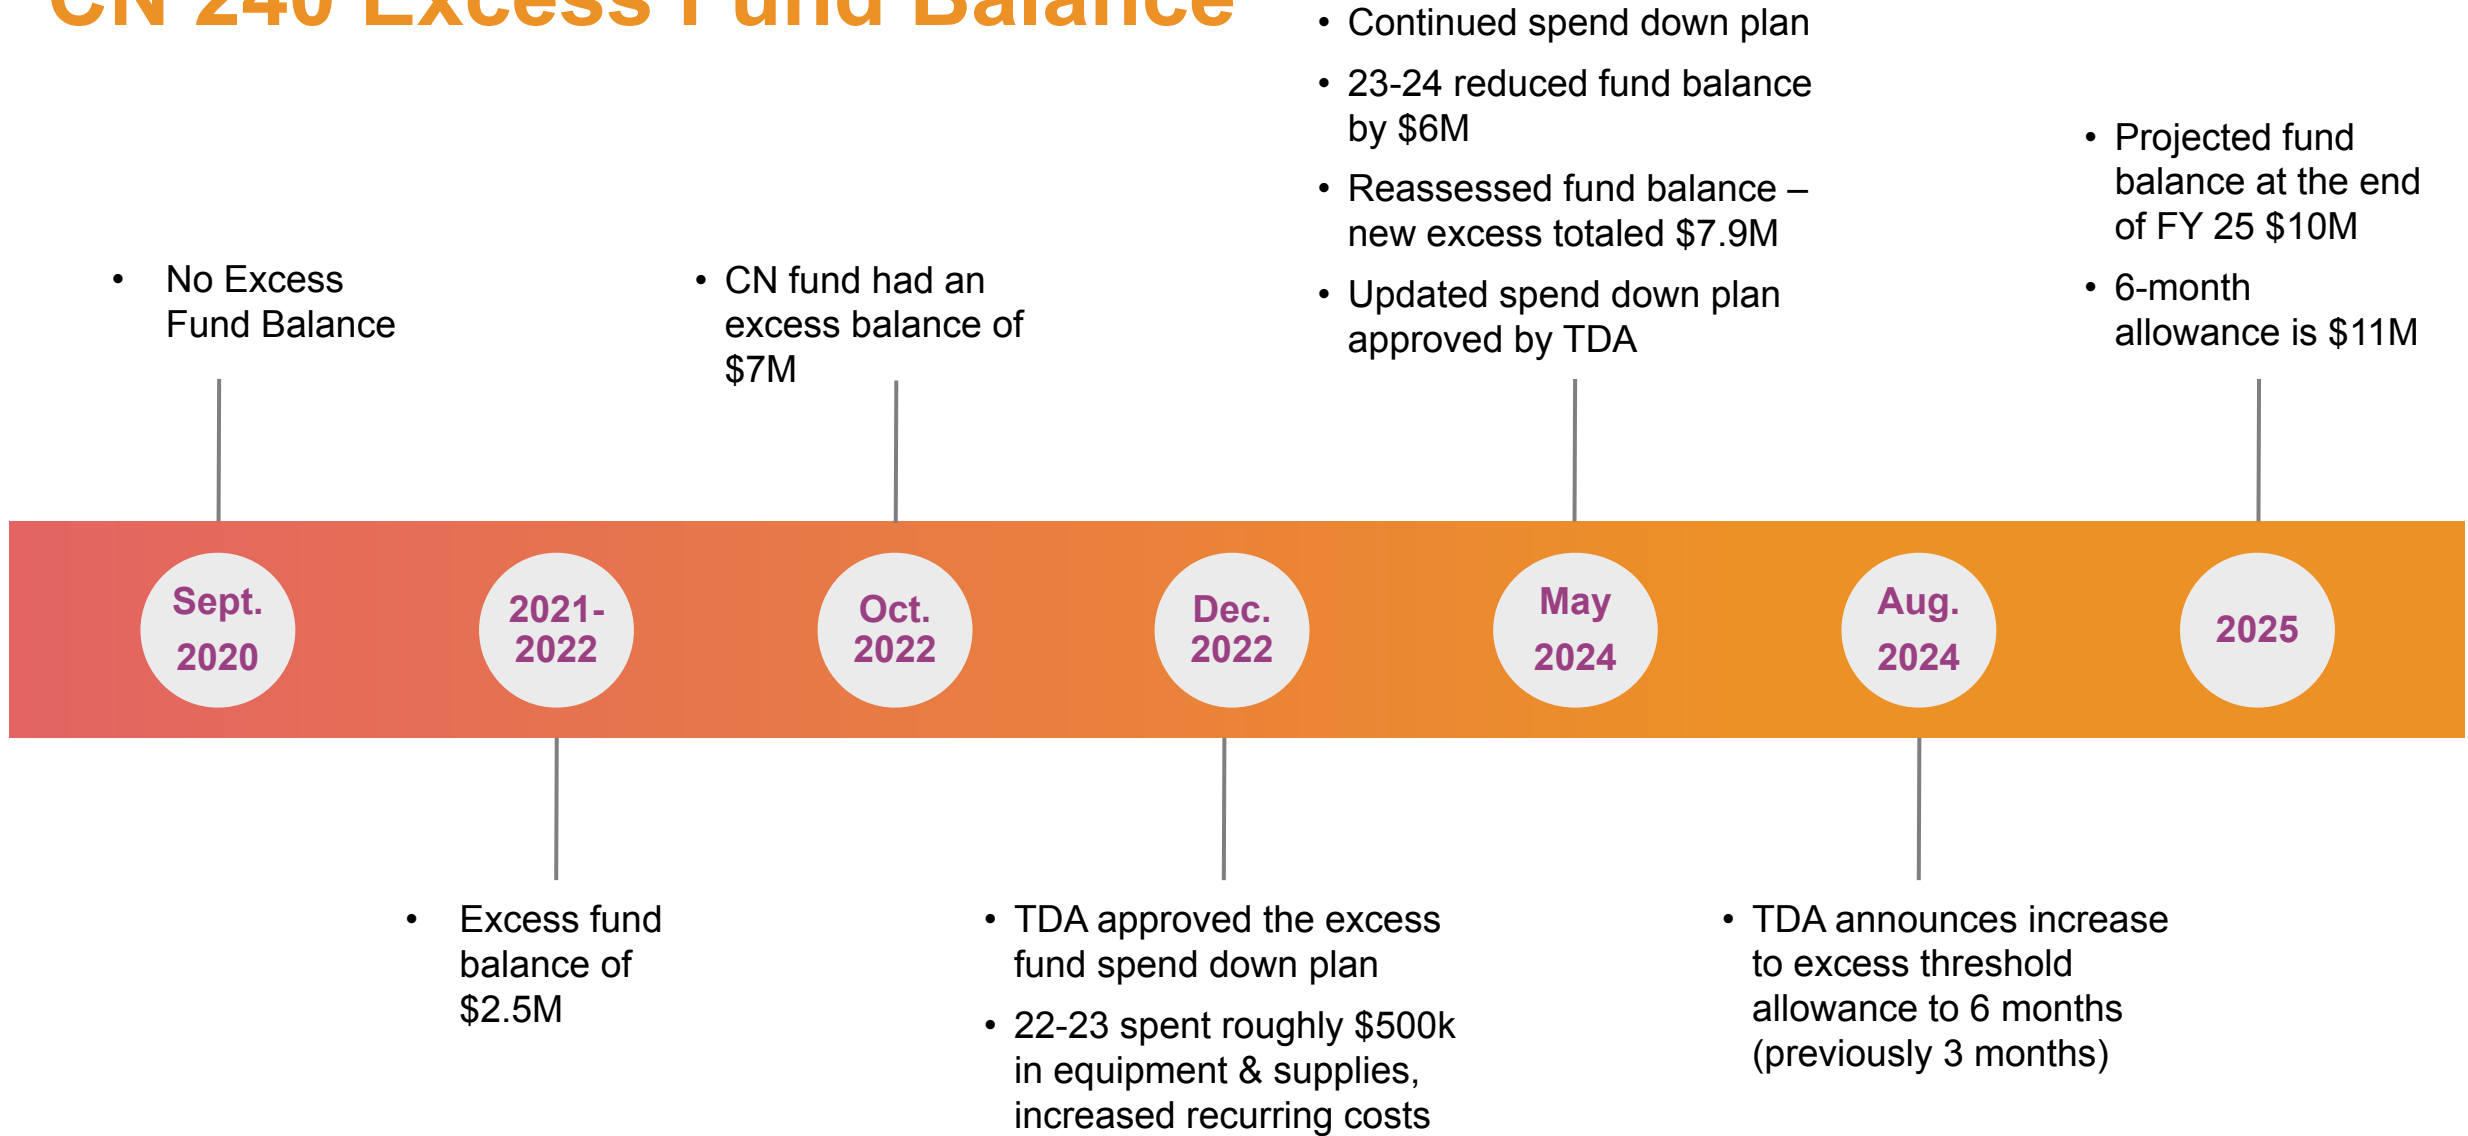 CN 240 Excess Fund Balance
• Continued spend down plan
• 23-24 reduced fund balance
by $6M
• Reassessed fund balance –
new excess totaled $7.9M
• Updated spend down plan
approved by TDA
• Projected fund
balance at the end
of FY 25 $10M
• 6-month
allowance is $11M
• No Excess
Fund Balance
• CN fund had an
excess balance of
$7M
Sept.
2020
2021-
2022
Oct.
2022
Dec.
2022
May
2024
Aug.
2024
2025
• Excess fund
balance of
$2.5M
• TDA approved the excess
fund spend down plan
• 22-23 spent roughly $500k
in equipment & supplies,
increased recurring costs
• TDA announces increase
to excess threshold
allowance to 6 months
(previously 3 months)